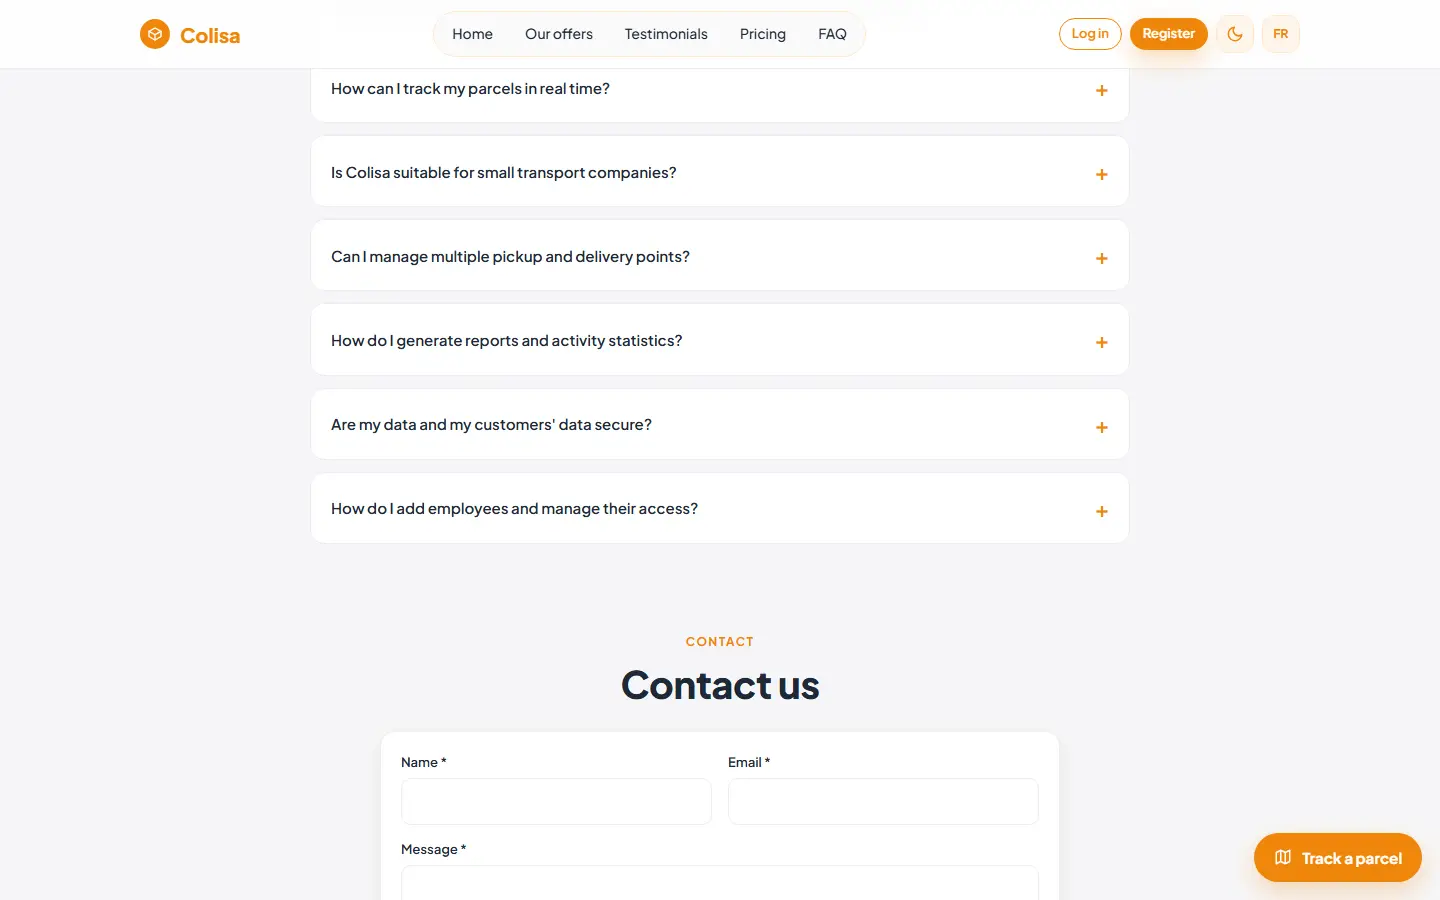 Colisa
Home
Our offers
Testimonials
Pricing
FAQ
Log in
Register
FR
How can I track my parcels in real time?
+
Is Colisa suitable for small transport companies?
+
Can I manage multiple pickup and delivery points?
+
How do I generate reports and activity statistics?
+
Are my data and my customers' data secure?
+
How do I add employees and manage their access?
+
CONTACT
Contact us
Name *
Email *
Message *
Track a parcel